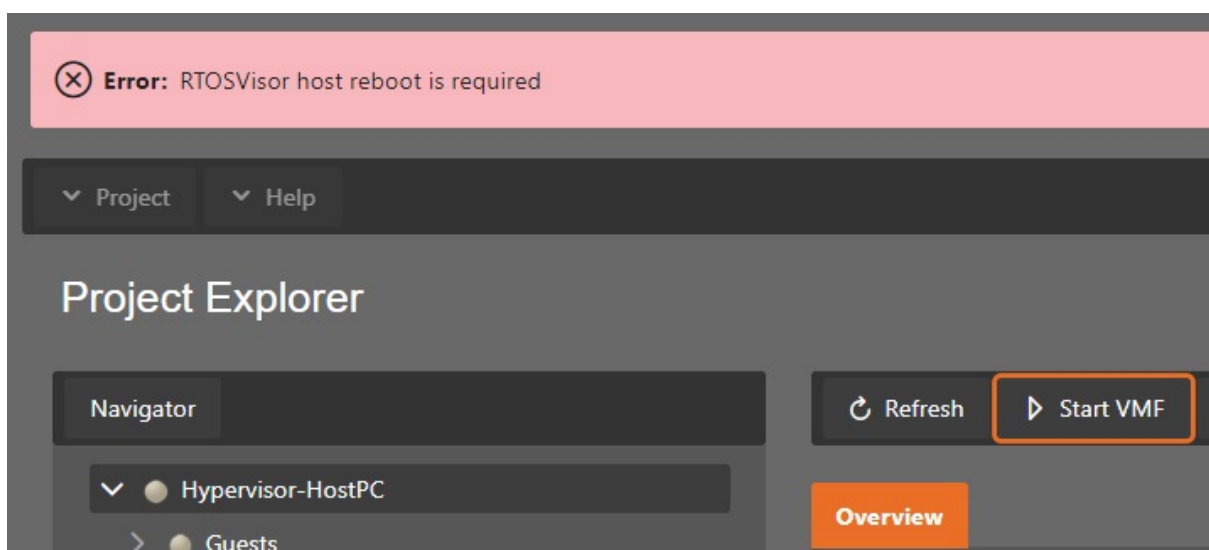 Error: RTOSVisor host reboot is required
Project Help
Project Explorer
Navigator
Refresh Start VMF
Hypervisor-HostPC
Overview
Guests